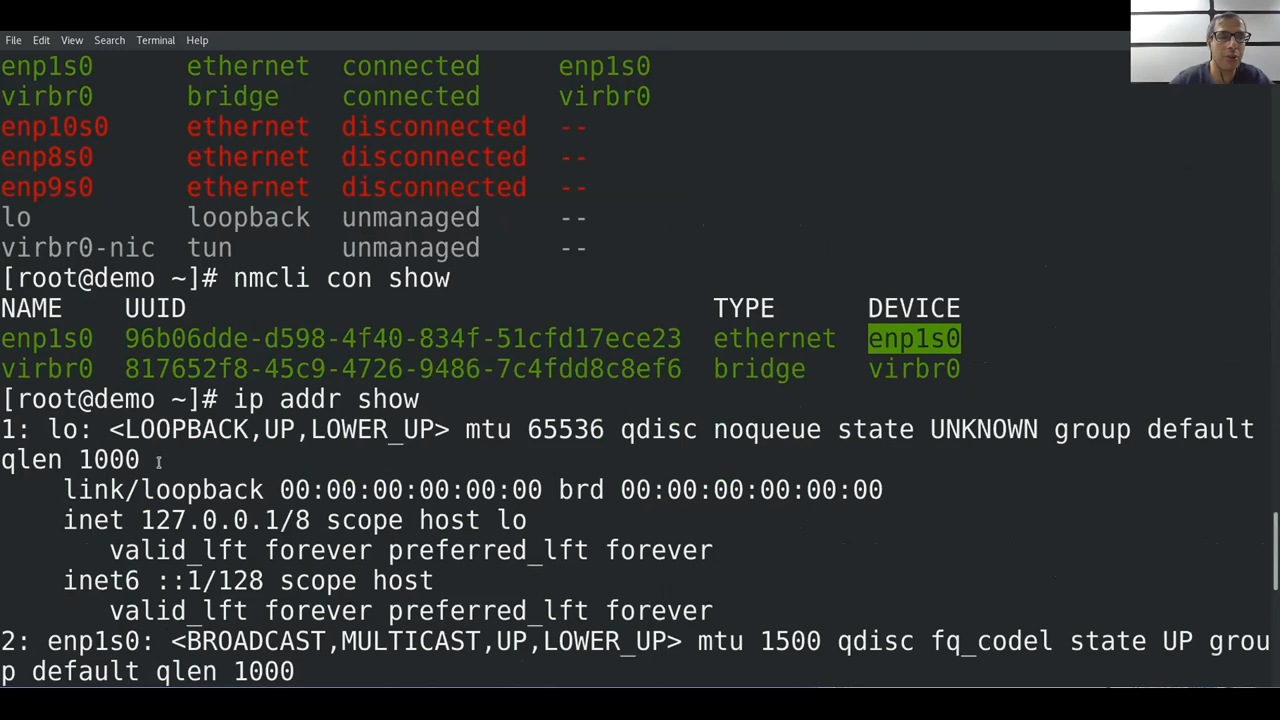 File Edit View Search Terminal Help
enp1s0 ethernet connected enp1s0
virbr0 bridge connected virbr0
enp10s0 ethernet disconnected --
enp8s0 ethernet disconnected --
enp9s0 ethernet disconnected --
lo loopback unmanaged --
virbr0-nic tun unmanaged --
[root@demo ~]# nmcli con show
NAME UUID TYPE DEVICE
enp1s0 96b06dde-d598-4f40-834f-51cfd17ece23 ethernet enp1s0
virbr0 817652f8-45c9-4726-9486-7c4fdd8c8ef6 bridge virbr0
[root@demo ~]# ip addr show
1: lo: <LOOPBACK,UP,LOWER_UP> mtu 65536 qdisc noqueue state UNKNOWN group default
qlen 1000
link/loopback 00:00:00:00:00:00 brd 00:00:00:00:00:00
inet 127.0.0.1/8 scope host lo
valid_lft forever preferred_lft forever
inet6 ::1/128 scope host
valid_lft forever preferred_lft forever
2: enp1s0: <BROADCAST,MULTICAST,UP,LOWER_UP> mtu 1500 qdisc fq_codel state UP grou
p default qlen 1000